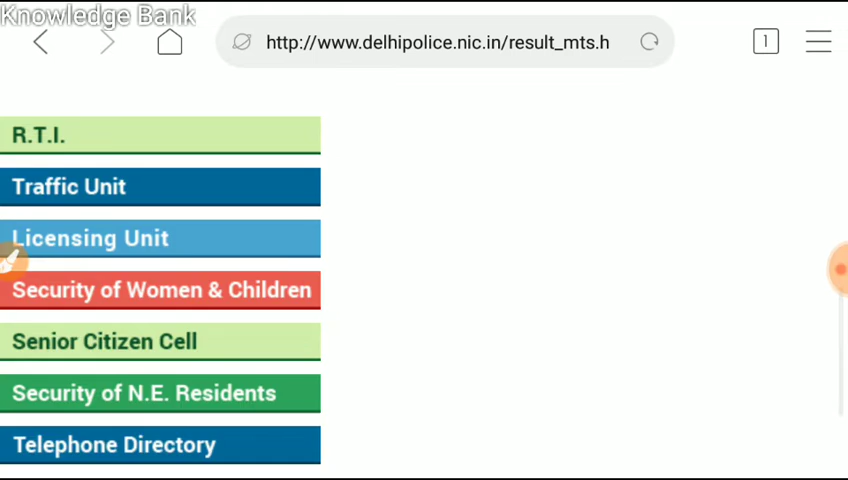 Knowledge Bank
http://www.delhipolice.nic.in/result_mts.h
1
R.T.I.
Traffic Unit
Licensing Unit
Security of Women & Children
Senior Citizen Cell
Security of N.E. Residents
Telephone Directory